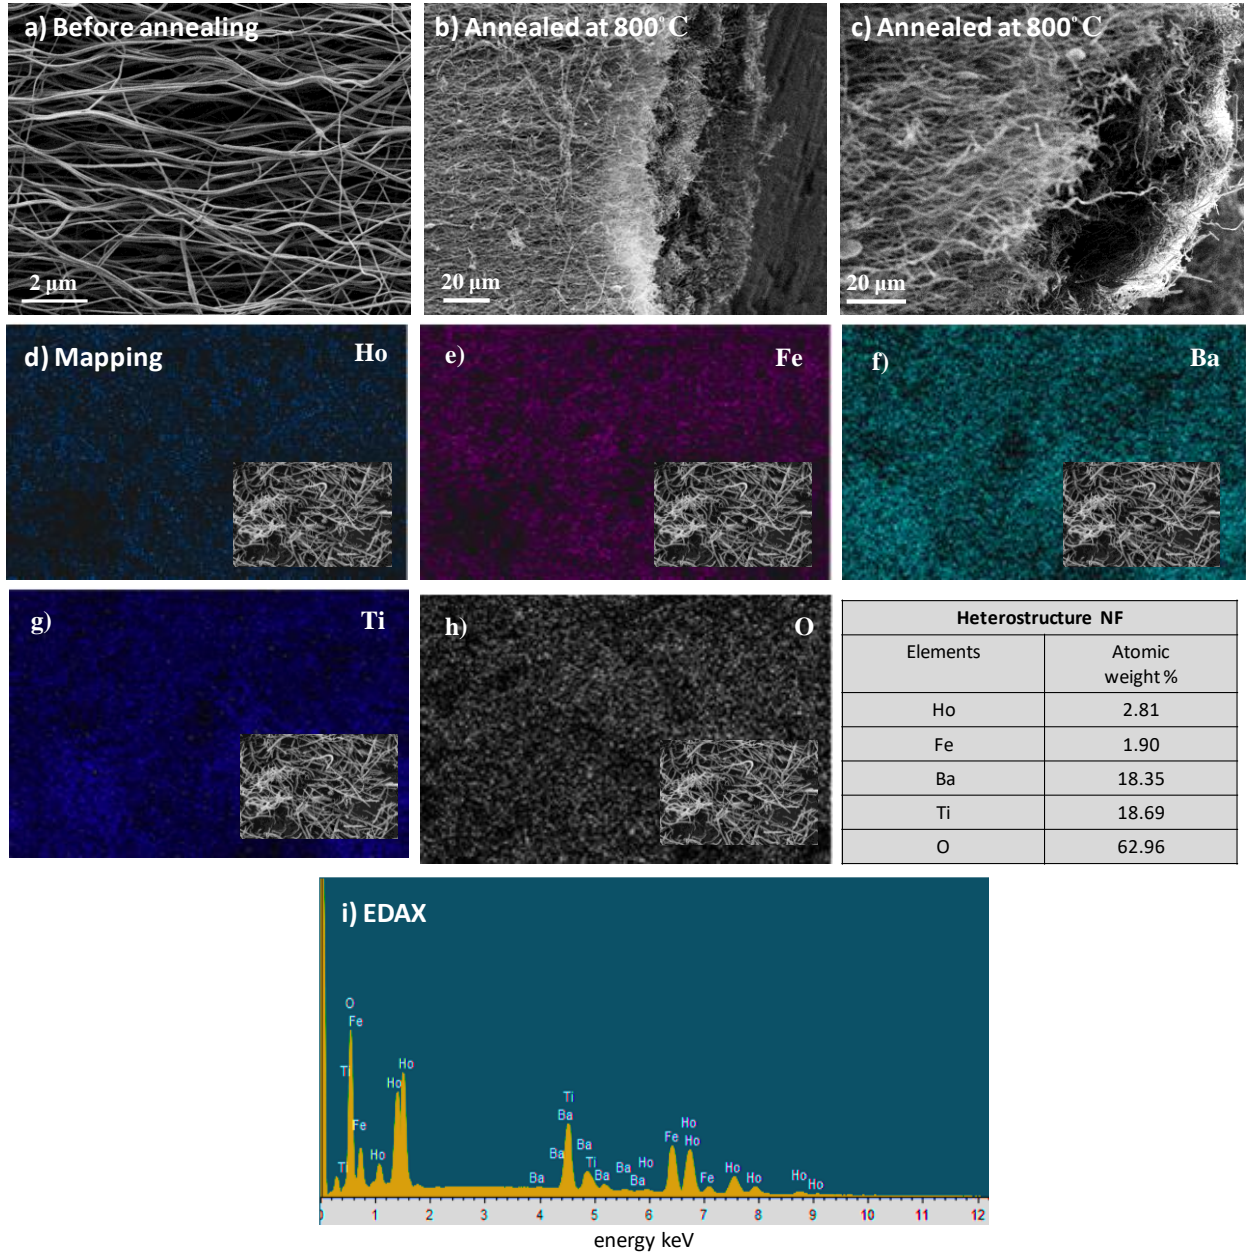 a) Before annealing
2 µm
b) Annealed at 800°C
20 µm
c) Annealed at 800°C
20 µm
d) Mapping
Ho
e)
Fe
f)
Ba
g)
Ti
h)
O
Heterostructure NF
Elements
Atomic
weight %
Ho 2.81
Fe 1.90
Ba 18.35
Ti 18.69
O 62.96
i) EDAX
O
Fe
Ti
Ti
Fe
Ho
Ho
Ho
Ba
Ba
Ti
Ba
Ba
Ti
Ba
Ba
Ba
Ho
Fe
Ho
Ho
Fe
Ho
Ho
Ho
Ho
0 1 2 3 4 5 6 7 8 9 10 11 12
energy keV